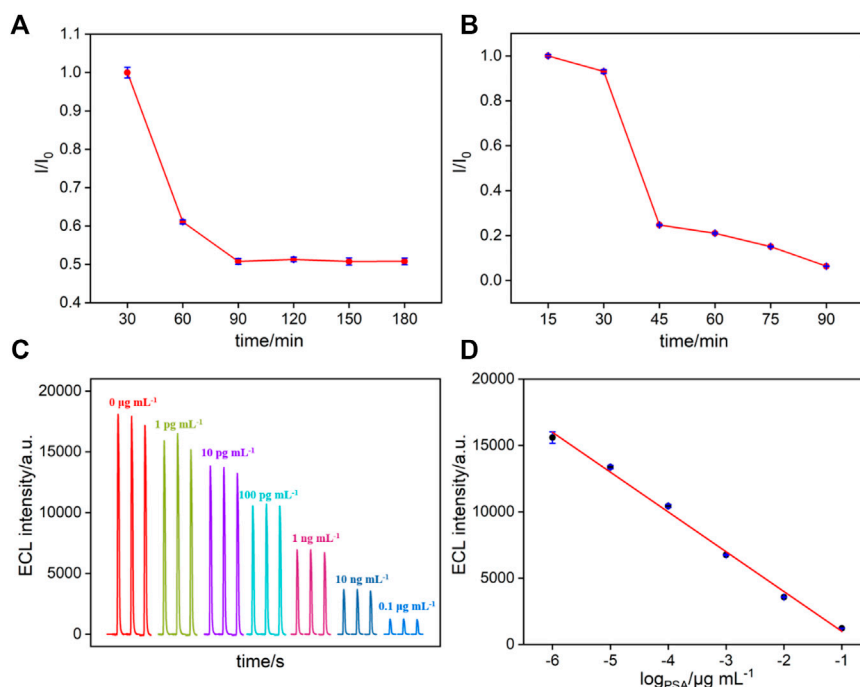 A
1.1
1.0
0.9
0.8
0.7
0.6
0.5
0.4
I/I₀
30 60 90 120 150 180
time/min
B
1.0
0.8
0.6
0.4
0.2
0.0
I/I₀
15 30 45 60 75 90
time/min
C
20000
15000
10000
5000
0
ECL intensity/a.u.
0 μg mL⁻¹
1 pg mL⁻¹
10 pg mL⁻¹
100 pg mL⁻¹
1 ng mL⁻¹
10 ng mL⁻¹
0.1 μg mL⁻¹
time/s
D
20000
15000
10000
5000
0
ECL intensity/a.u.
-6 -5 -4 -3 -2 -1
log_PSA/μg mL⁻¹